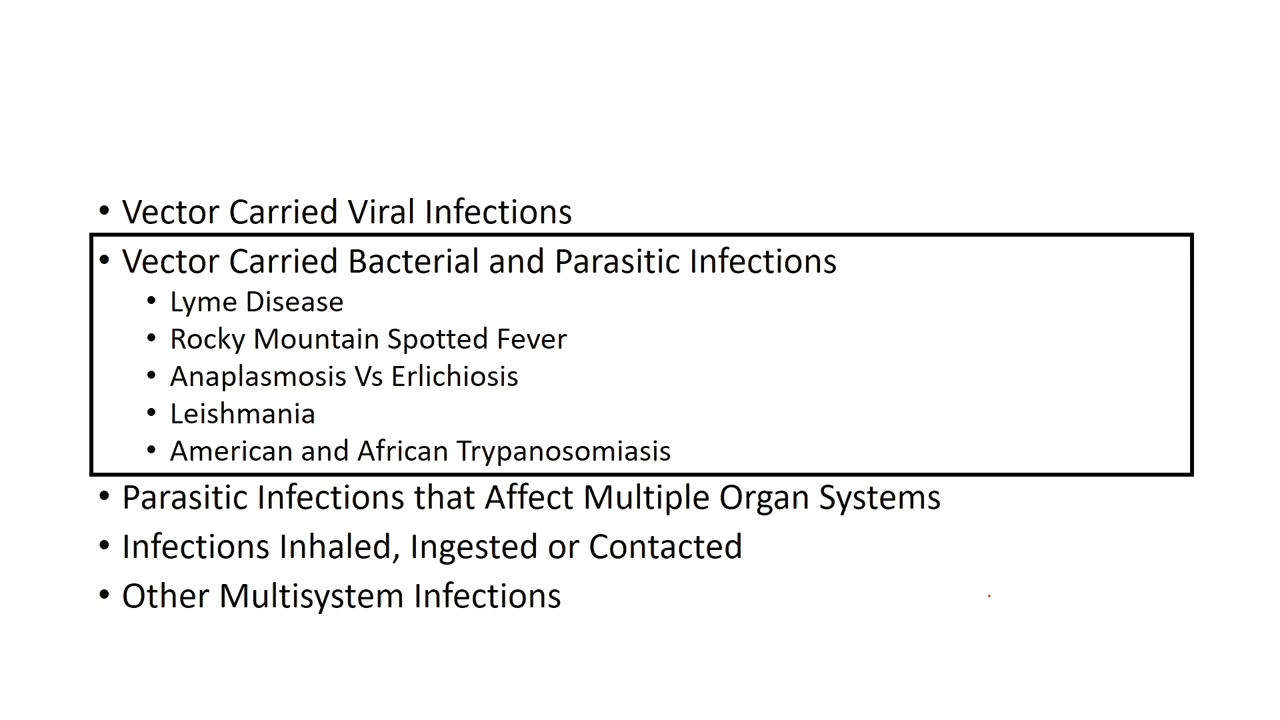 • Vector Carried Viral Infections
• Vector Carried Bacterial and Parasitic Infections
• Lyme Disease
• Rocky Mountain Spotted Fever
• Anaplasmosis Vs Erlichiosis
• Leishmania
• American and African Trypanosomiasis
• Parasitic Infections that Affect Multiple Organ Systems
• Infections Inhaled, Ingested or Contacted
• Other Multisystem Infections